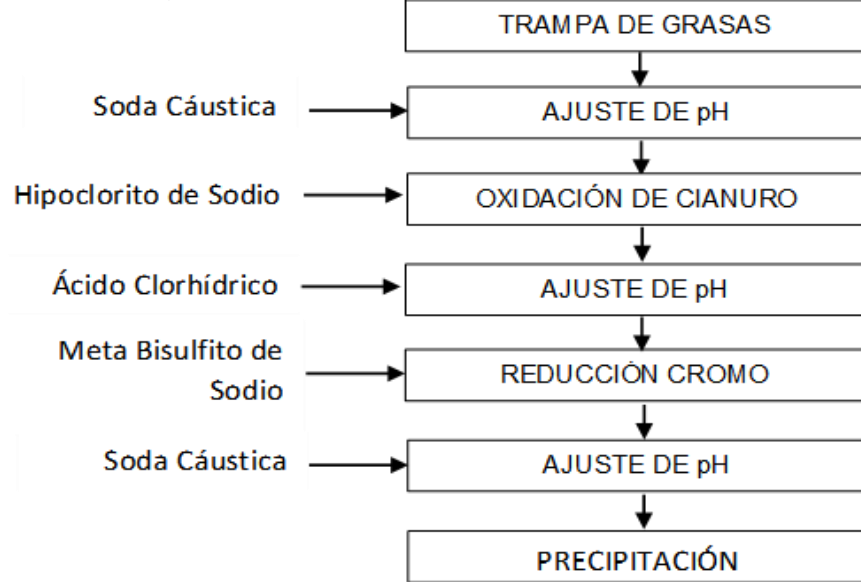 TRAMPA DE GRASAS
Soda Cáustica
AJUSTE DE pH
Hipoclorito de Sodio
OXIDACIÓN DE CIANURO
Ácido Clorhídrico
AJUSTE DE pH
Meta Bisulfito de
Sodio
REDUCCIÓN CROMO
Soda Cáustica
AJUSTE DE pH
PRECIPITACIÓN